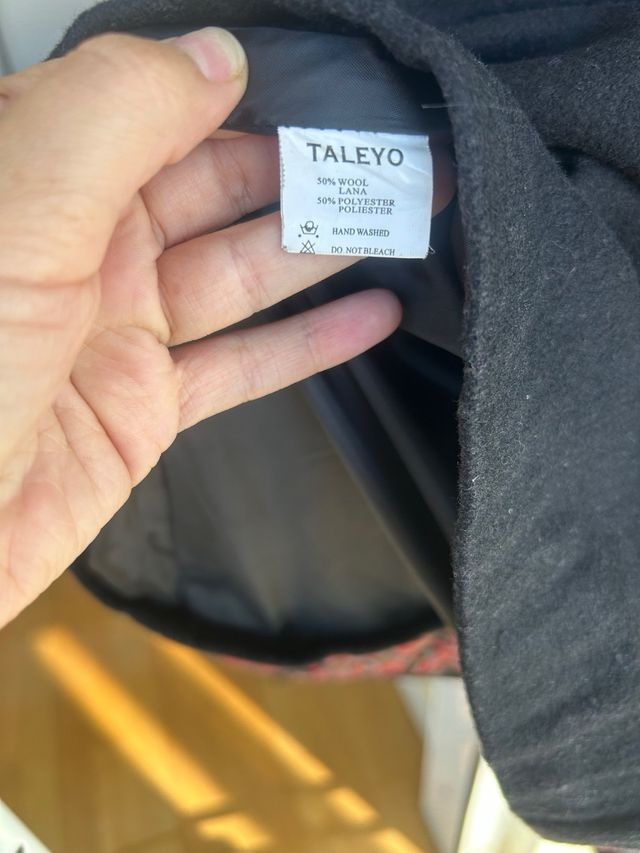 TALEYO
50% WOOL
LANA
50% POLYESTER
POLIESTER
HAND WASHED
DO NOT BLEACH